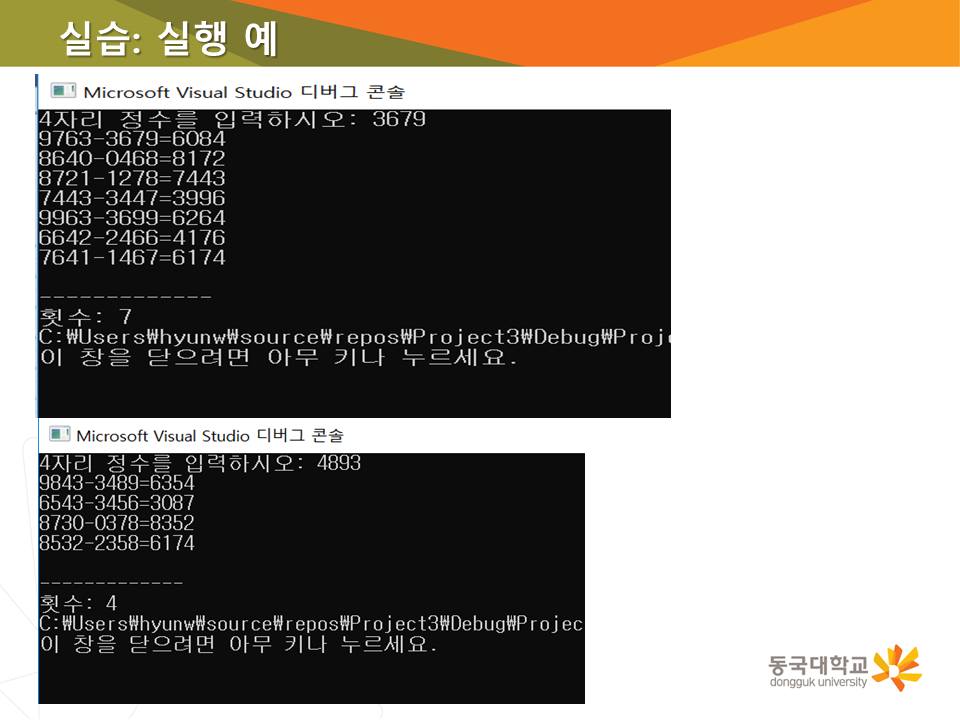 실습: 실행 예
Microsoft Visual Studio 디버그 콘솔
4자리 정수를 입력하시오: 3679
9763-3679=6084
8640-0468=8172
8721-1278=7443
7443-3447=3996
9963-3699=6264
6642-2466=4176
7641-1467=6174
-------------
횟수: 7
C:₩Users₩hyunw₩source₩repos₩Project3₩Debug₩Proje
이 창을 닫으려면 아무 키나 누르세요.
Microsoft Visual Studio 디버그 콘솔
4자리 정수를 입력하시오: 4893
9843-3489=6354
6543-3456=3087
8730-0378=8352
8532-2358=6174
-------------
횟수: 4
C:₩Users₩hyunw₩source₩repos₩Project3₩Debug₩Projec
이 창을 닫으려면 아무 키나 누르세요.
동국대학교
dongguk university